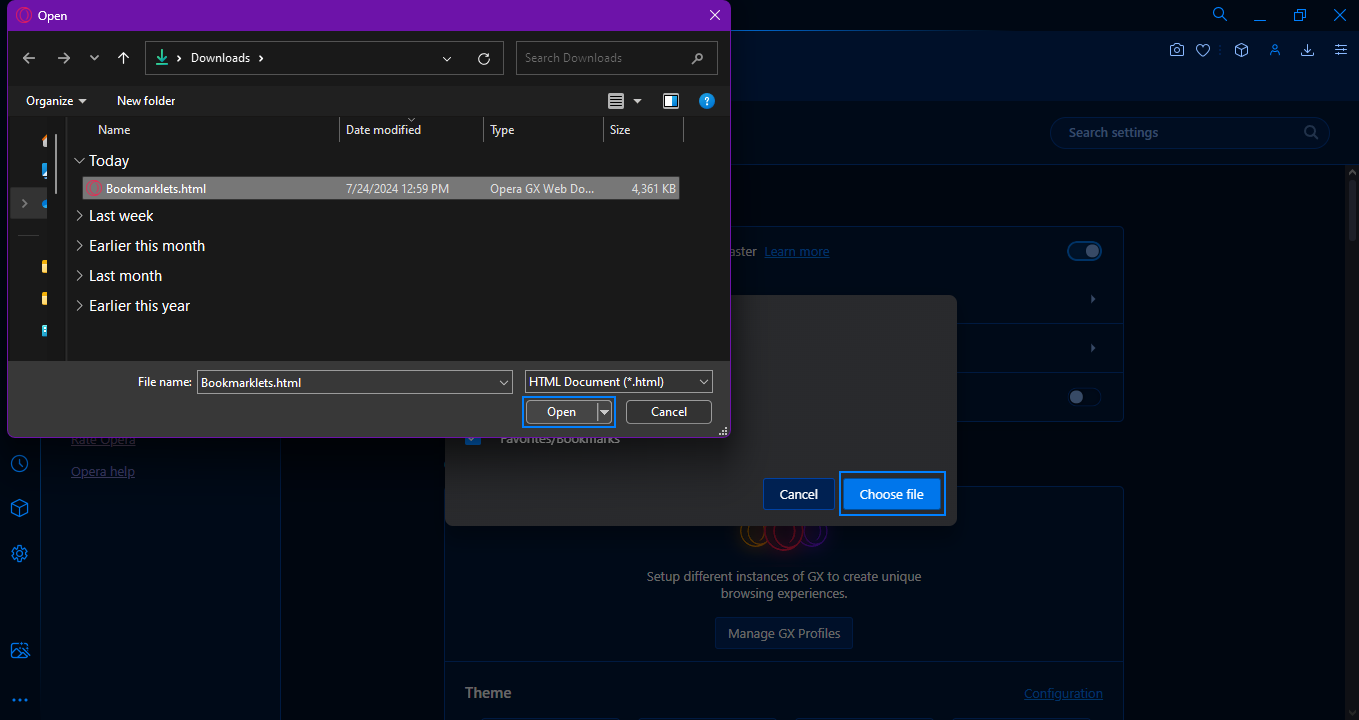 Open
Downloads
Search Downloads
Organize
New folder
Name
Date modified
Type
Size
Today
Bookmarklets.html
7/24/2024 12:59 PM
Opera GX Web Do...
4,361 KB
Last week
Earlier this month
Last month
Earlier this year
File name:
Bookmarklets.html
HTML Document (*.html)
Open
Cancel
Search settings
aster
Learn more
Favorites/Bookmarks
Cancel
Choose file
Rate Opera
Opera help
Setup different instances of GX to create unique
browsing experiences.
Manage GX Profiles
Theme
Configuration